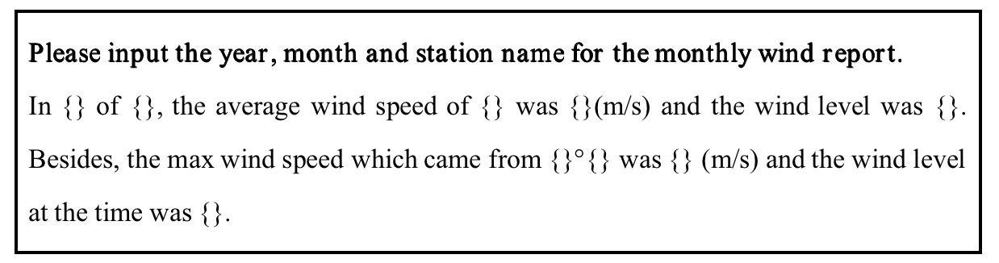 Please input the year, month and station name for the monthly wind report.
In {} of {}, the average wind speed of {} was {}(m/s) and the wind level was {}.
Besides, the max wind speed which came from {}°{} was {} (m/s) and the wind level
at the time was {}.